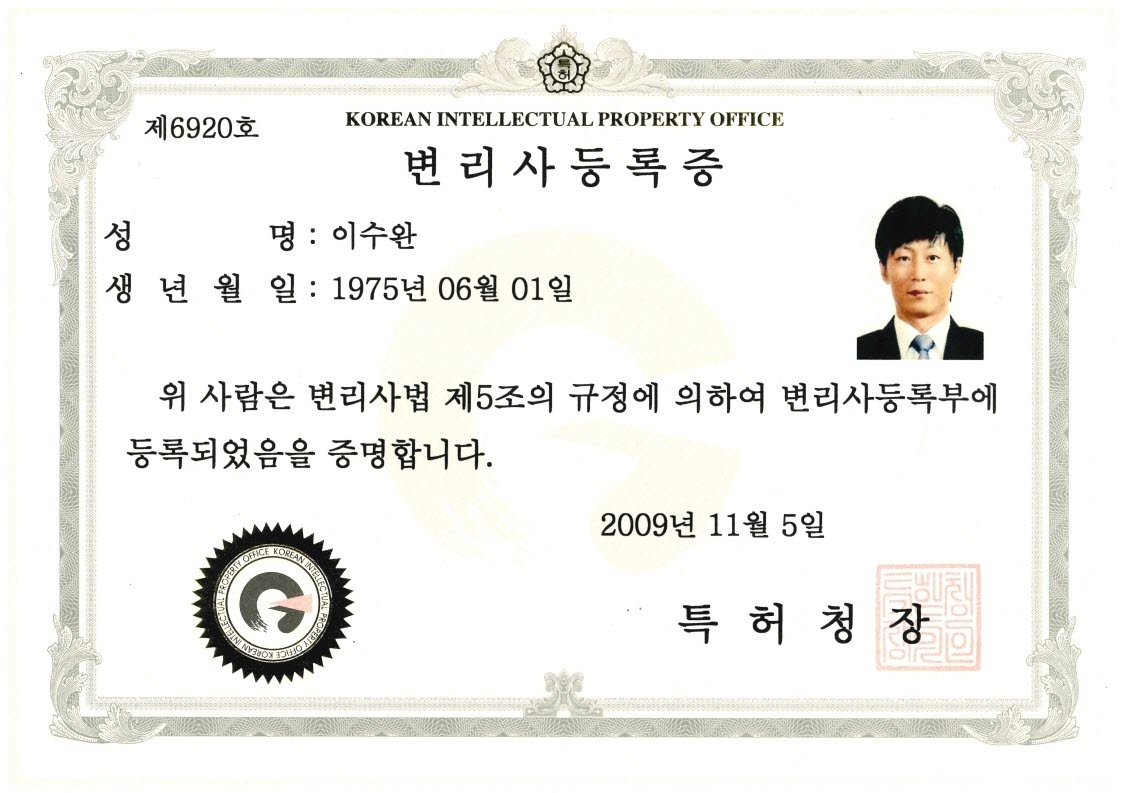 특허
제6920호
KOREAN INTELLECTUAL PROPERTY OFFICE
변리사등록증
성 명 : 이수완
생 년 월 일 : 1975년 06월 01일
위 사람은 변리사법 제5조의 규정에 의하여 변리사등록부에
등록되었음을 증명합니다.
2009년 11월 5일
KOREAN INTELLECTUAL PROPERTY OFFICE KOREAN INTELLECTUAL PROPERTY OFFICE
특 허 청 장